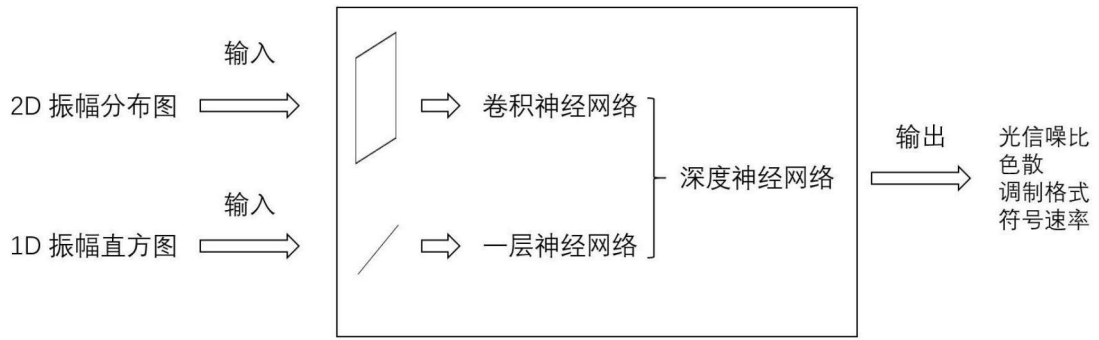 输入
2D 振幅分布图
卷积神经网络
输入
1D 振幅直方图
一层神经网络
深度神经网络
输出
光信噪比
色散
调制格式
符号速率